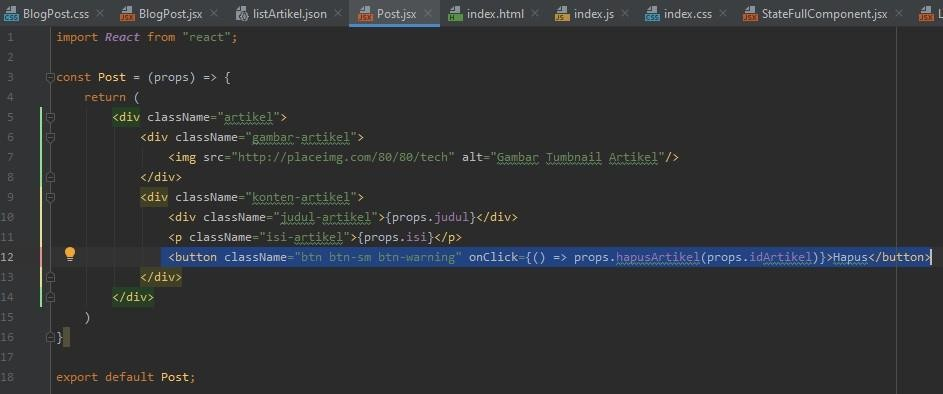 BlogPost.css BlogPost.jsx listArtikel.json Post.jsx index.html index.js index.css StateFullComponent.jsx
1 import React from "react";
2
3 const Post = (props) => {
4 return (
5 <div className="artikel">
6 <div className="gambar-artikel">
7 <img src="http://placeimg.com/80/80/tech" alt="Gambar Tumbnail Artikel"/>
8 </div>
9 <div className="konten-artikel">
10 <div className="judul-artikel">{props.judul}</div>
11 <p className="isi-artikel">{props.isi}</p>
12 <button className="btn btn-sm btn-warning" onClick={() => props.hapusArtikel(props.idArtikel)}>Hapus</button>
13 </div>
14 </div>
15 )
16 }
17
18 export default Post;